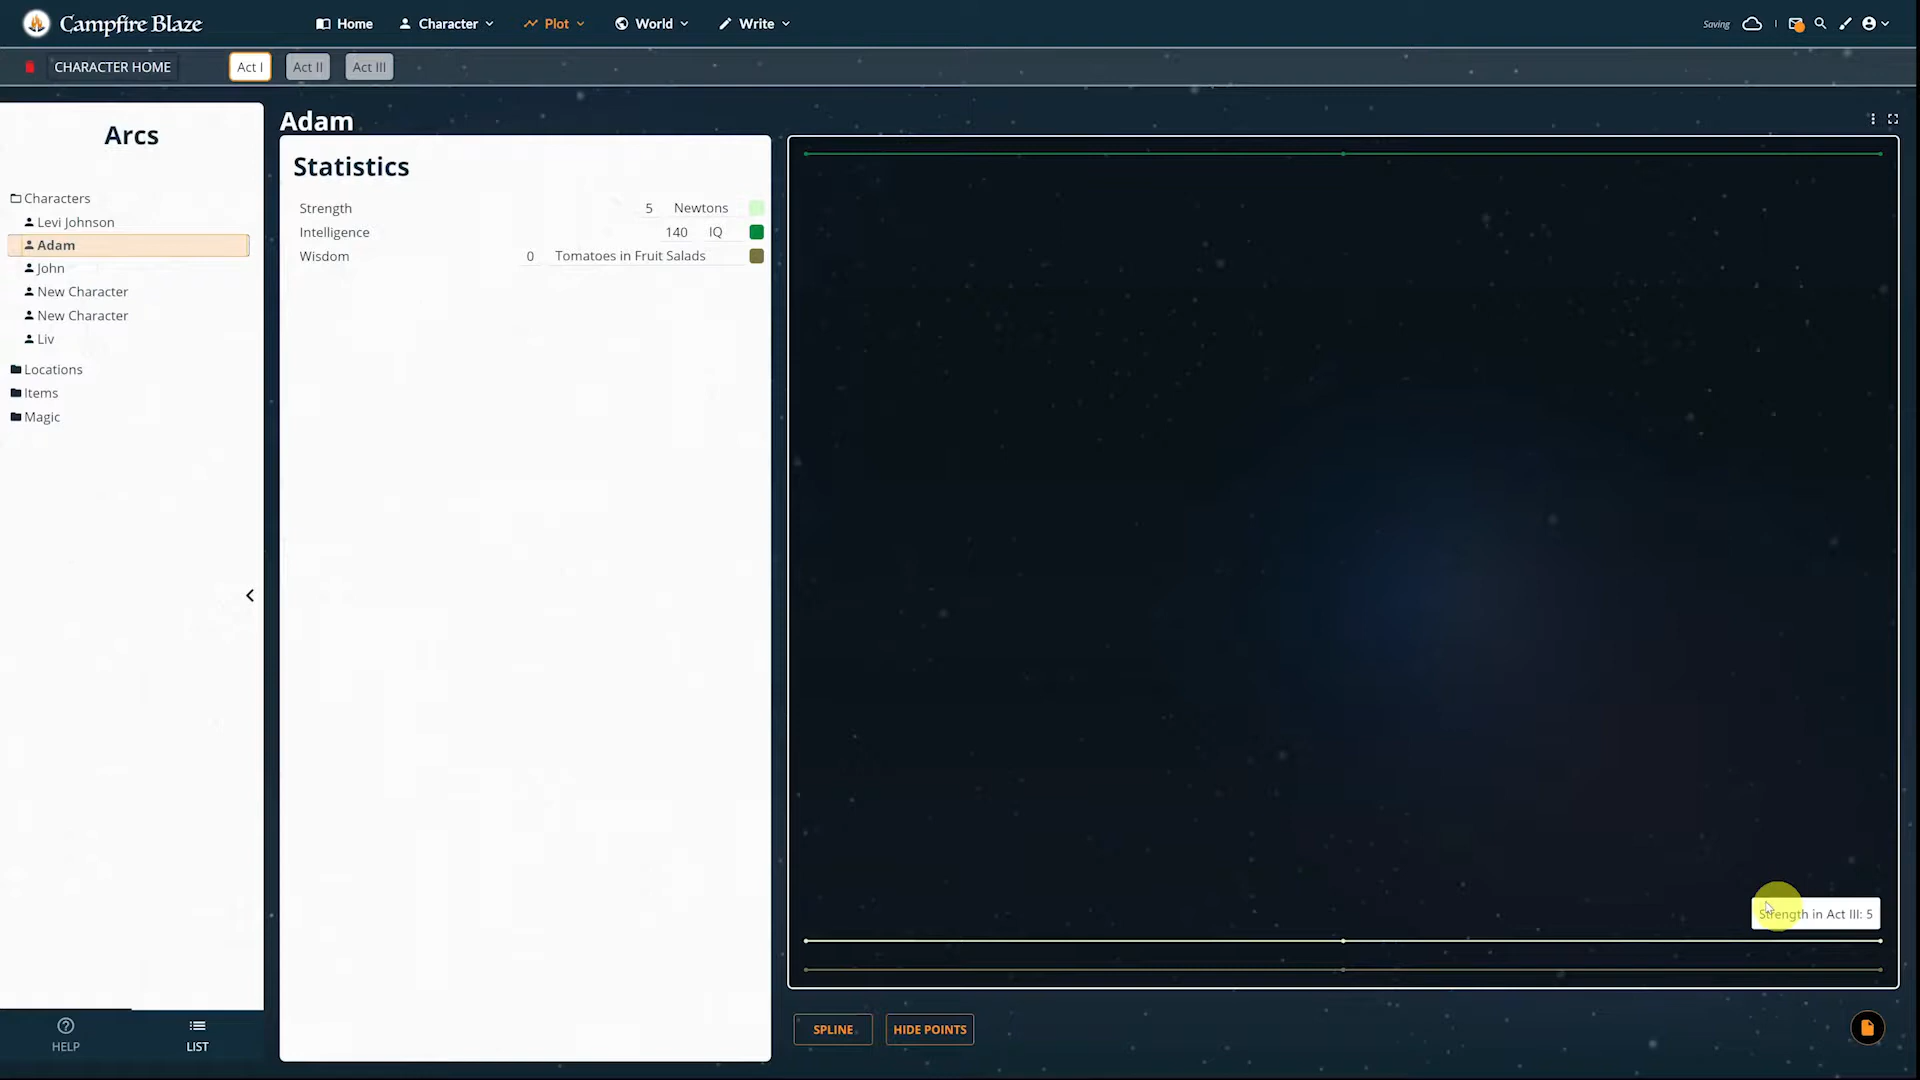 Campfire Blaze
Home
Character
Plot
World
Write
Saving
CHARACTER HOME
Act I
Act II
Act III
Arcs
Characters
Levi Johnson
Adam
John
New Character
New Character
Liv
Locations
Items
Magic
HELP
LIST
Adam
Statistics
Strength 5 Newtons
Intelligence 140 IQ
Wisdom 0 Tomatoes in Fruit Salads
Strength in Act III: 5
SPLINE
HIDE POINTS